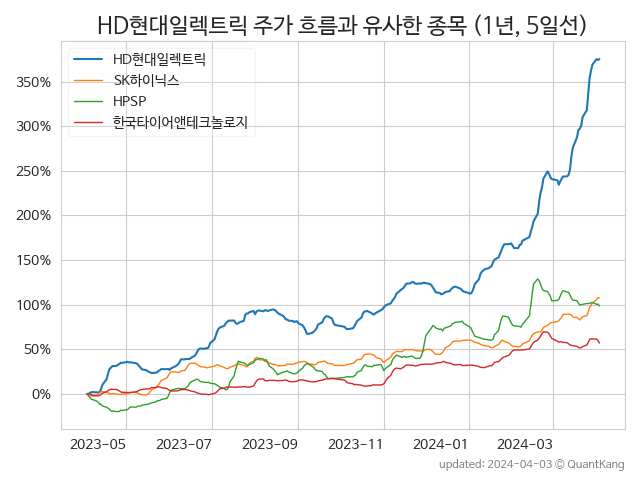 HD현대일렉트릭 주가 흐름과 유사한 종목 (1년, 5일선)
HD현대일렉트릭
SK하이닉스
HPSP
한국타이어앤테크놀로지
350%
300%
250%
200%
150%
100%
50%
0%
2023-05 2023-07 2023-09 2023-11 2024-01 2024-03
updated: 2024-04-03 © QuantKang